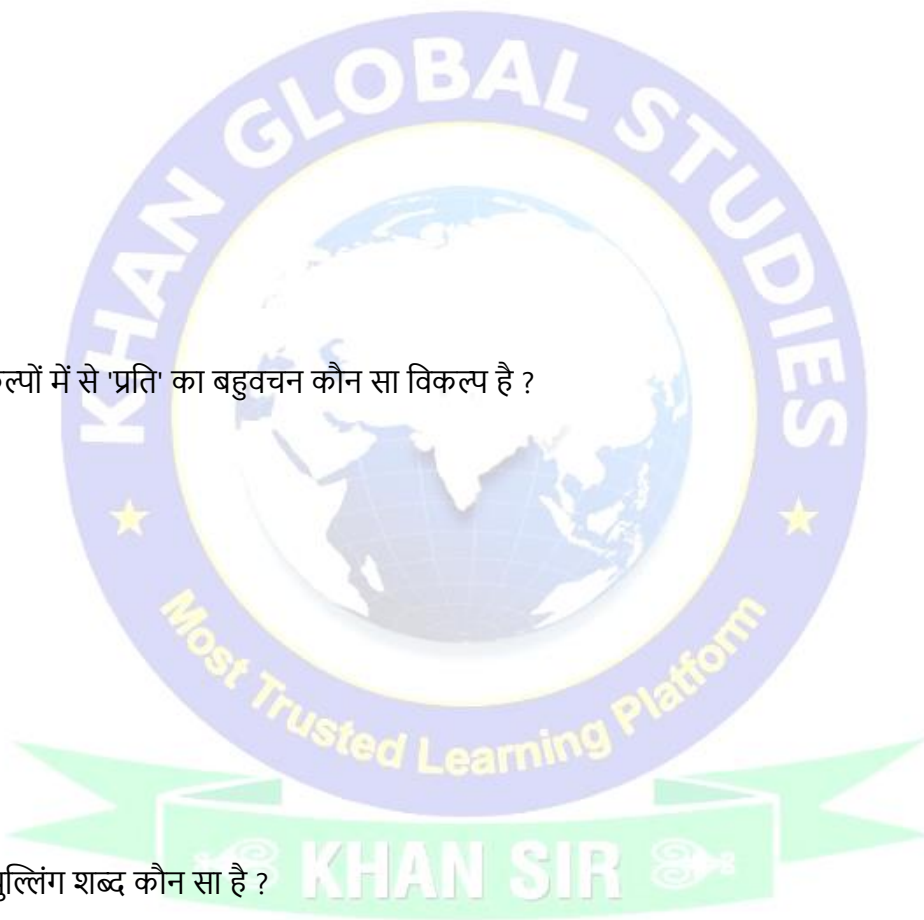 KHAN GLOBAL STUDIES
ल्पों में से 'प्रति' का बहुवचन कौन सा विकल्प है ?
Most Trusted Learning Platform
KHAN SIR
ुल्लिंग शब्द कौन सा है ?